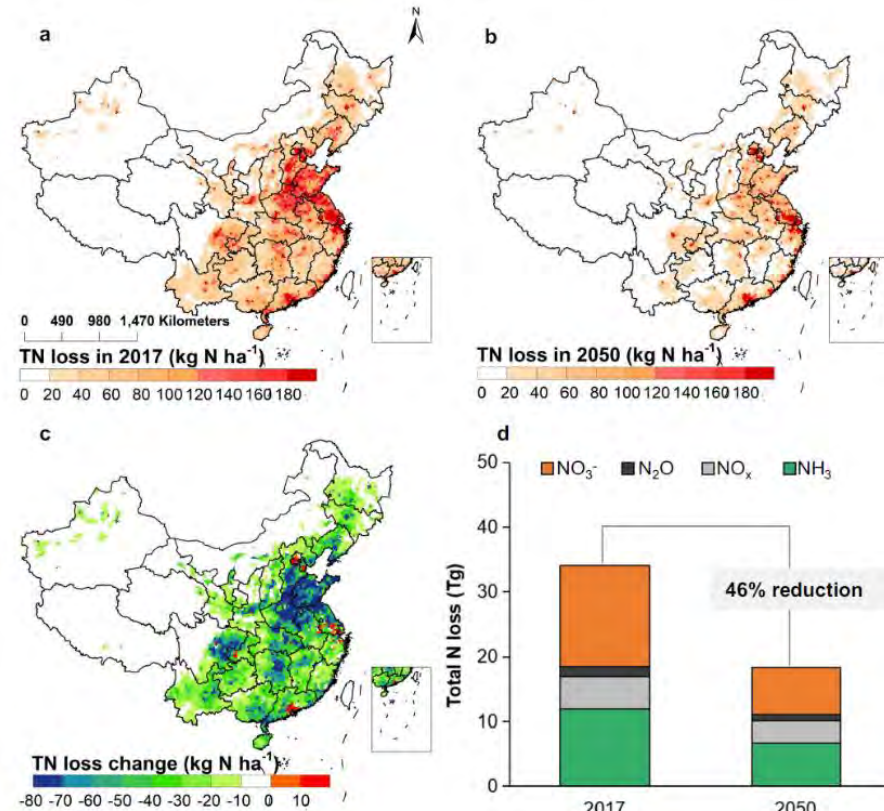 a
N
b
0 490 980 1,470 Kilometers
TN loss in 2017 (kg N ha⁻¹)
0 20 40 60 80 100 120 140 160 180
TN loss in 2050 (kg N ha⁻¹)
0 20 40 60 80 100 120 140 160 180
c
TN loss change (kg N ha⁻¹)
-80 -70 -60 -50 -40 -30 -20 -10 0 10
d
NO₃⁻ N₂O NOₓ NH₃
Total N loss (Tg)
50
40
30
20
10
0
46% reduction
2017 2050